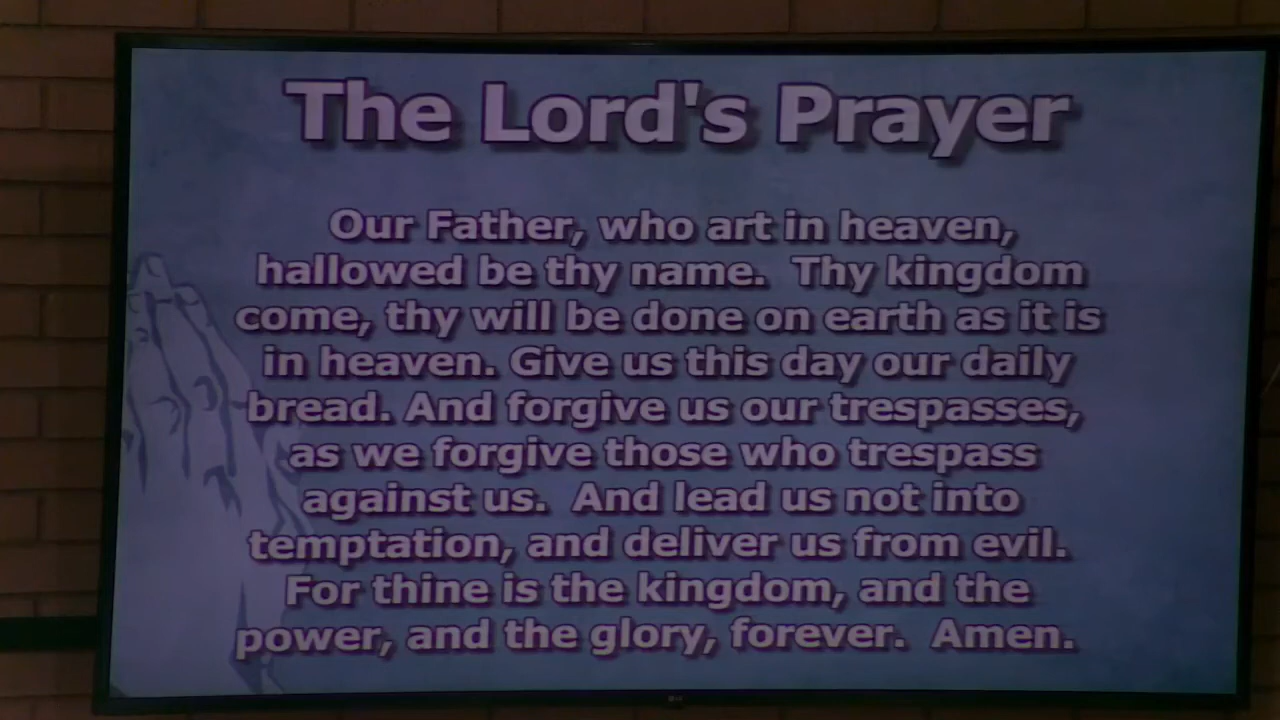 The Lord's Prayer
Our Father, who art in heaven,
hallowed be thy name.  Thy kingdom
come, thy will be done on earth as it is
in heaven. Give us this day our daily
bread. And forgive us our trespasses,
as we forgive those who trespass
against us.  And lead us not into
temptation, and deliver us from evil.
For thine is the kingdom, and the
power, and the glory, forever.  Amen.